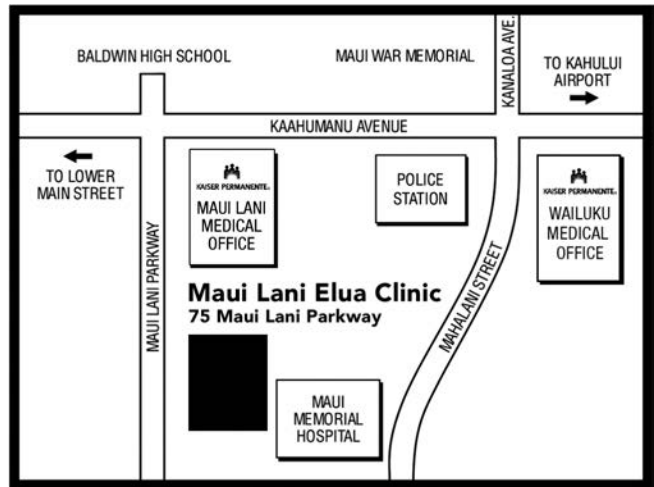 BALDWIN HIGH SCHOOL
MAUI WAR MEMORIAL
KANALOA AVE.
TO KAHULUI
AIRPORT
KAAHUMANU AVENUE
TO LOWER
MAIN STREET
MAUI LANI PARKWAY
KAISER PERMANENTE®
MAUI LANI
MEDICAL
OFFICE
POLICE
STATION
MAHALANI STREET
KAISER PERMANENTE®
WAILUKU
MEDICAL
OFFICE
Maui Lani Elua Clinic
75 Maui Lani Parkway
MAUI
MEMORIAL
HOSPITAL